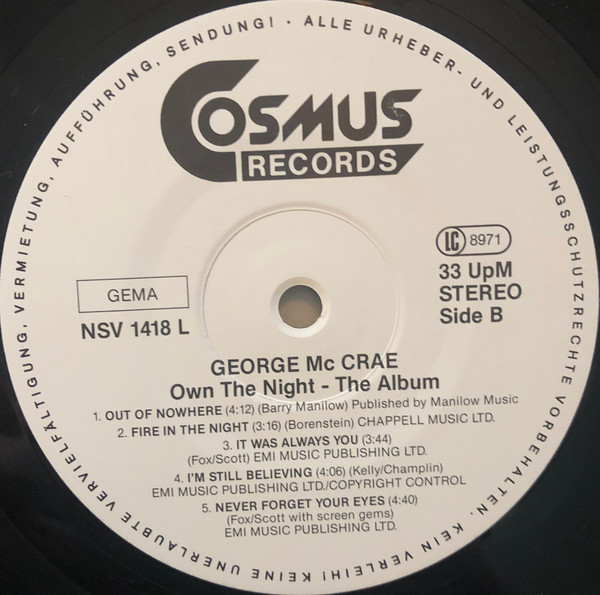 ALLE URHEBER- UND LEISTUNGSSCHUTZRECHTE VORBEHALTEN. KEIN VERLEIH! KEINE UNERLAUBTE VERVIELFÄLTIGUNG, VERMIETUNG, AUFFÜHRUNG, SENDUNG! ·
COSMUS
RECORDS
LC 8971
GEMA
33 UpM
NSV 1418 L
STEREO
Side B
GEORGE Mc CRAE
Own The Night - The Album
1. OUT OF NOWHERE (4:12) (Barry Manilow) Published by Manilow Music
2. FIRE IN THE NIGHT (3:16) (Borenstein) CHAPPELL MUSIC LTD.
3. IT WAS ALWAYS YOU (3:44)
(Fox/Scott) EMI MUSIC PUBLISHING LTD.
4. I'M STILL BELIEVING (4:06) (Kelly/Champlin)
EMI MUSIC PUBLISHING LTD/COPYRIGHT CONTROL
5. NEVER FORGET YOUR EYES (4:40)
(Fox/Scott with screen gems)
EMI MUSIC PUBLISHING LTD.